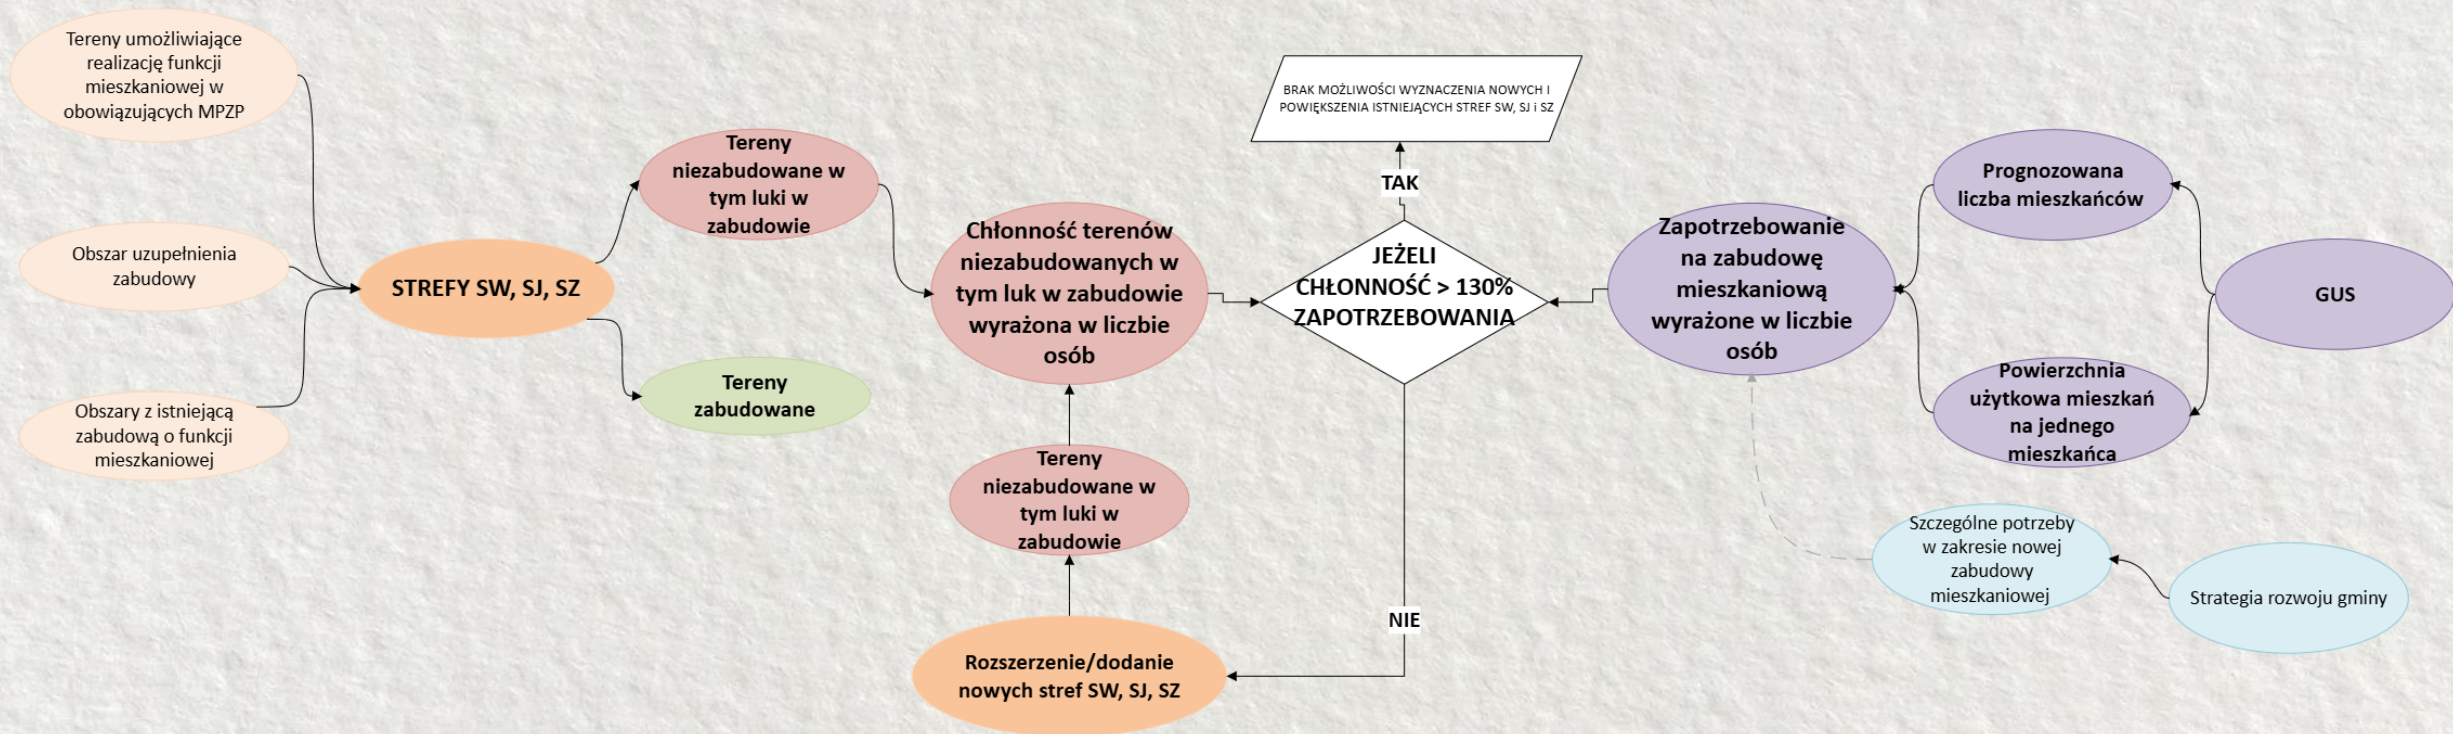 Tereny umożliwiające
realizację funkcji
mieszkaniowej w
obowiązujących MPZP
Obszar uzupełnienia
zabudowy
Obszary z istniejącą
zabudową o funkcji
mieszkaniowej
STREFY SW, SJ, SZ
Tereny
niezabudowane w
tym luki w
zabudowie
Tereny
zabudowane
Chłonność terenów
niezabudowanych w
tym luk w zabudowie
wyrażona w liczbie
osób
Tereny
niezabudowane w
tym luki w
zabudowie
Rozszerzenie/dodanie
nowych stref SW, SJ, SZ
BRAK MOŻLIWOŚCI WYZNACZENIA NOWYCH I
POWIĘKSZENIA ISTNIEJĄCYCH STREF SW, SJ i SZ
TAK
JEŻELI
CHŁONNOŚĆ > 130%
ZAPOTRZEBOWANIA
NIE
Zapotrzebowanie
na zabudowę
mieszkaniową
wyrażone w liczbie
osób
Prognozowana
liczba mieszkańców
Powierzchnia
użytkowa mieszkań
na jednego
mieszkańca
GUS
Szczególne potrzeby
w zakresie nowej
zabudowy
mieszkaniowej
Strategia rozwoju gminy